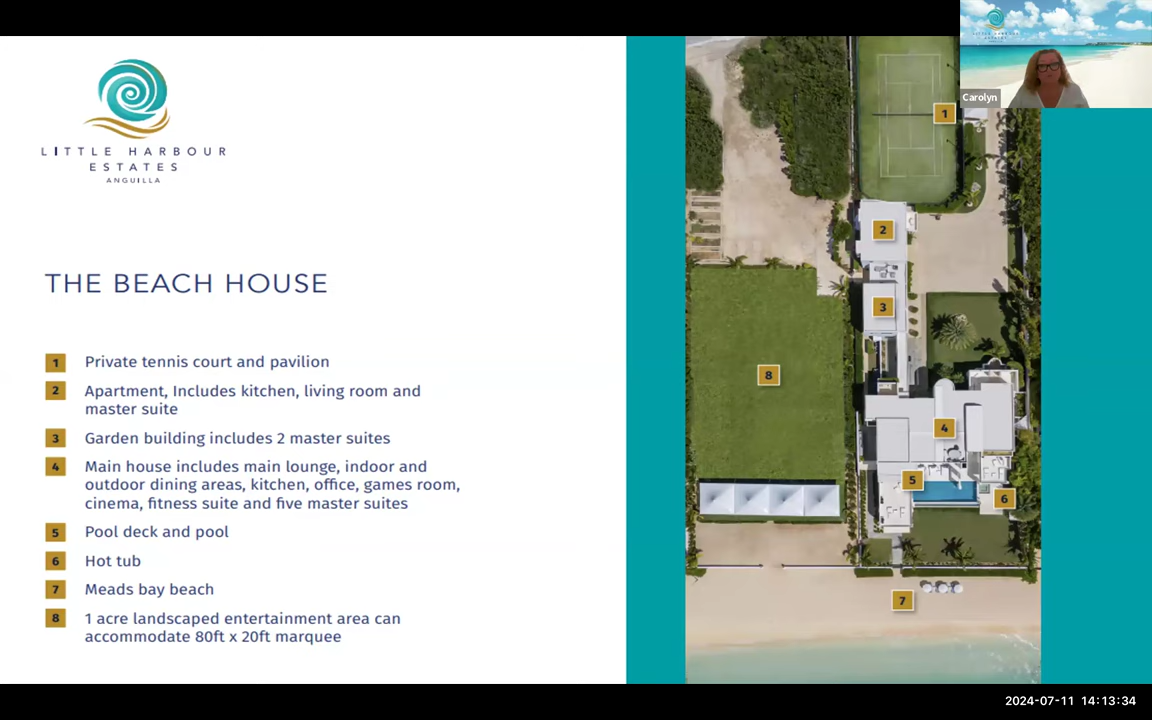 LITTLE HARBOUR
ESTATES
ANGUILLA
THE BEACH HOUSE
1 Private tennis court and pavilion
2 Apartment, Includes kitchen, living room and
master suite
3 Garden building includes 2 master suites
4 Main house includes main lounge, indoor and
outdoor dining areas, kitchen, office, games room,
cinema, fitness suite and five master suites
5 Pool deck and pool
6 Hot tub
7 Meads bay beach
8 1 acre landscaped entertainment area can
accommodate 80ft x 20ft marquee
1
2
3
8
4
5
6
7
Carolyn
2024-07-11 14:13:34